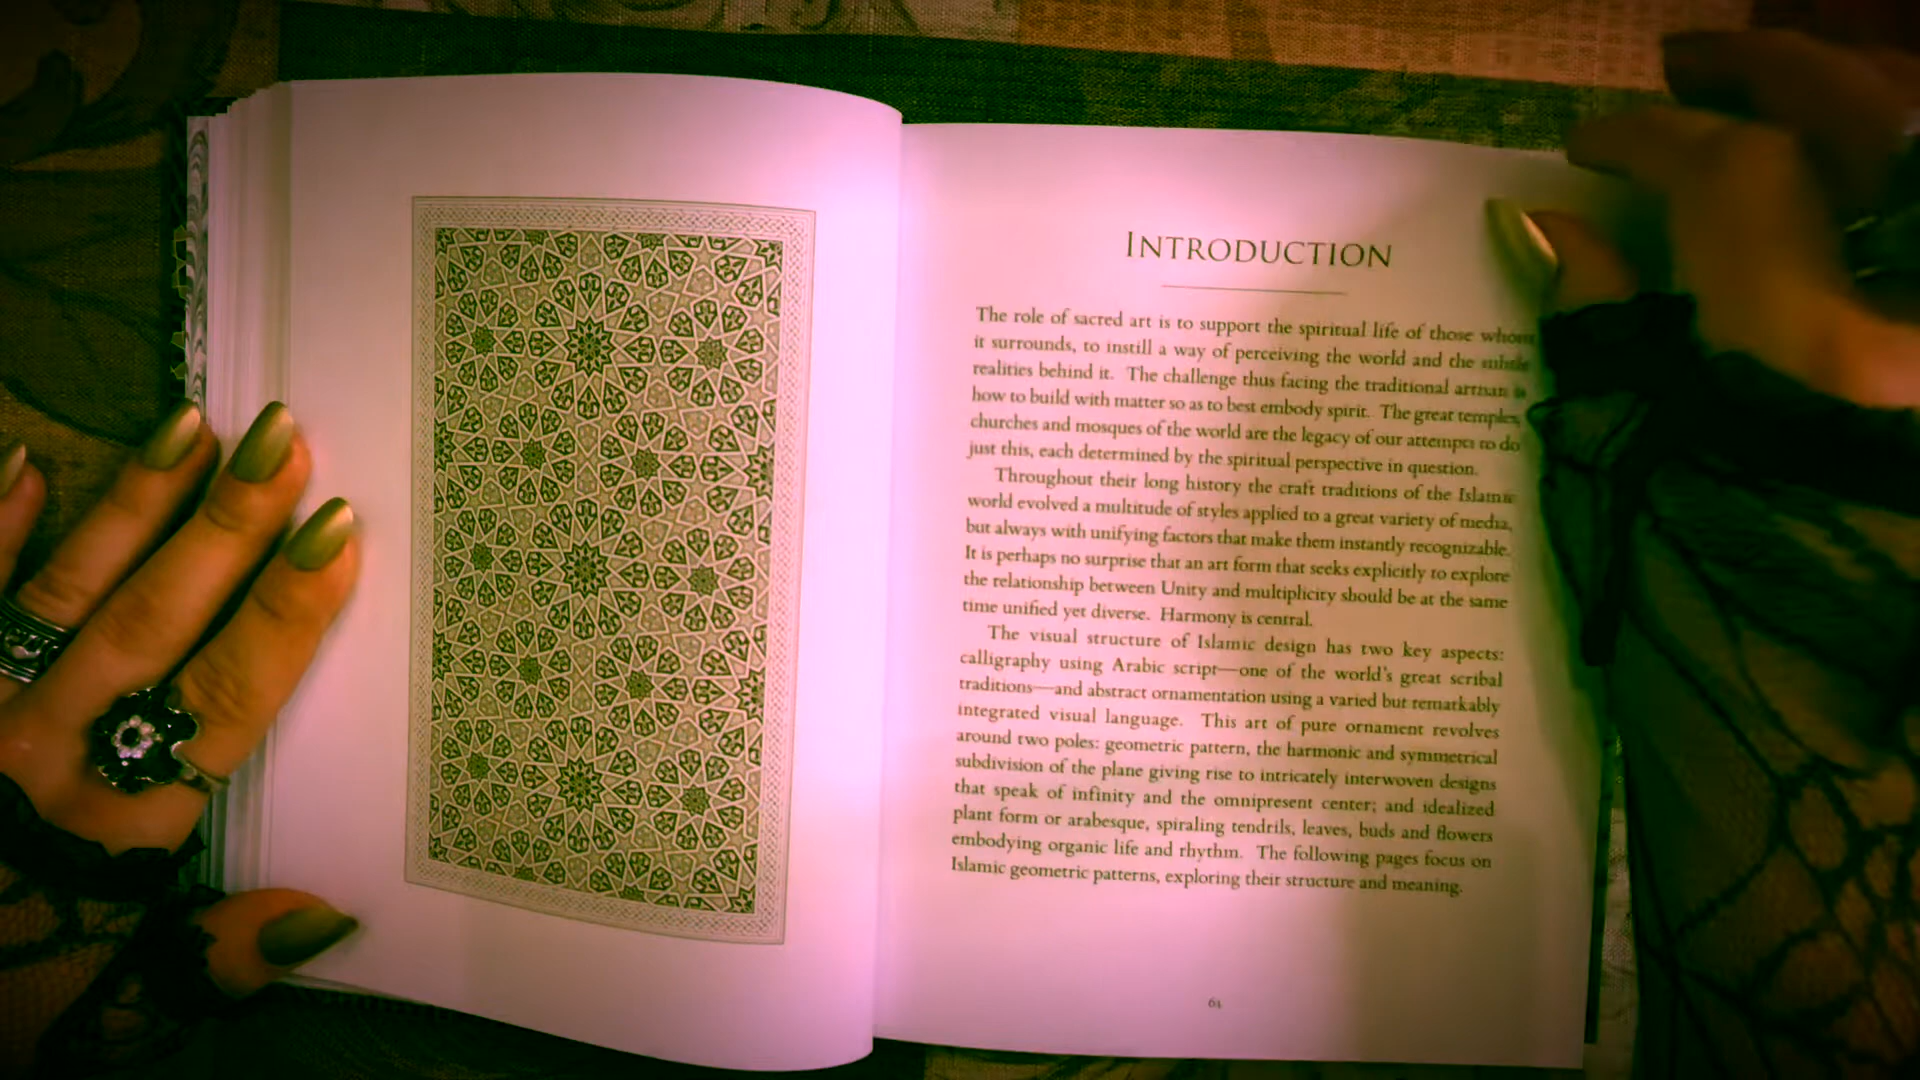 INTRODUCTION
The role of sacred art is to support the spiritual life of those whom
it surrounds, to instill a way of perceiving the world and the subtle
realities behind it. The challenge thus facing the traditional artisan is
how to build with matter so as to best embody spirit. The great temples,
churches and mosques of the world are the legacy of our attempts to do
just this, each determined by the spiritual perspective in question.
Throughout their long history the craft traditions of the Islamic
world evolved a multitude of styles applied to a great variety of media,
but always with unifying factors that make them instantly recognizable.
It is perhaps no surprise that an art form that seeks explicitly to explore
the relationship between Unity and multiplicity should be at the same
time unified yet diverse. Harmony is central.
The visual structure of Islamic design has two key aspects:
calligraphy using Arabic script—one of the world's great scribal
traditions—and abstract ornamentation using a varied but remarkably
integrated visual language. This art of pure ornament revolves
around two poles: geometric pattern, the harmonic and symmetrical
subdivision of the plane giving rise to intricately interwoven designs
that speak of infinity and the omnipresent center; and idealized
plant form or arabesque, spiraling tendrils, leaves, buds and flowers
embodying organic life and rhythm. The following pages focus on
Islamic geometric patterns, exploring their structure and meaning.